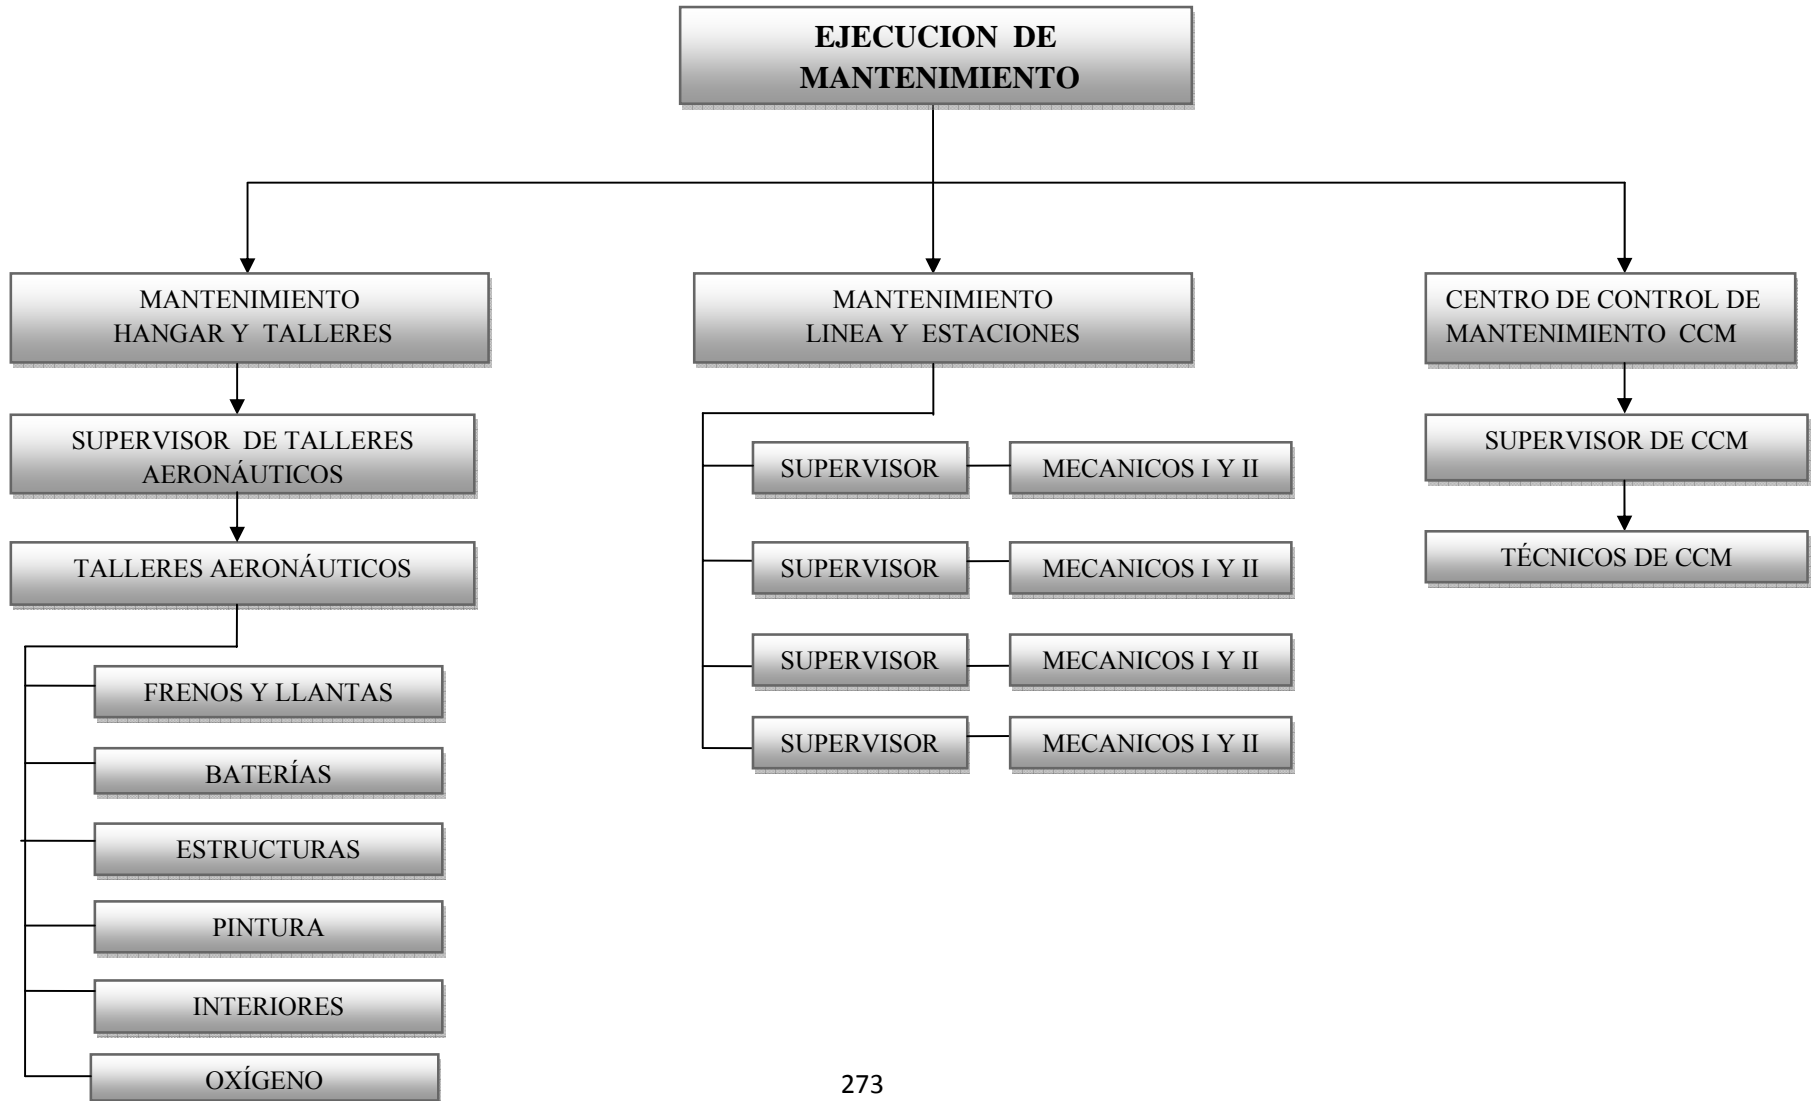 EJECUCION DE
MANTENIMIENTO
MANTENIMIENTO
HANGAR Y TALLERES
SUPERVISOR DE TALLERES
AERONÁUTICOS
TALLERES AERONÁUTICOS
FRENOS Y LLANTAS
BATERÍAS
ESTRUCTURAS
PINTURA
INTERIORES
OXÍGENO
MANTENIMIENTO
LINEA Y ESTACIONES
SUPERVISOR
MECANICOS I Y II
SUPERVISOR
MECANICOS I Y II
SUPERVISOR
MECANICOS I Y II
SUPERVISOR
MECANICOS I Y II
CENTRO DE CONTROL DE
MANTENIMIENTO CCM
SUPERVISOR DE CCM
TÉCNICOS DE CCM
273